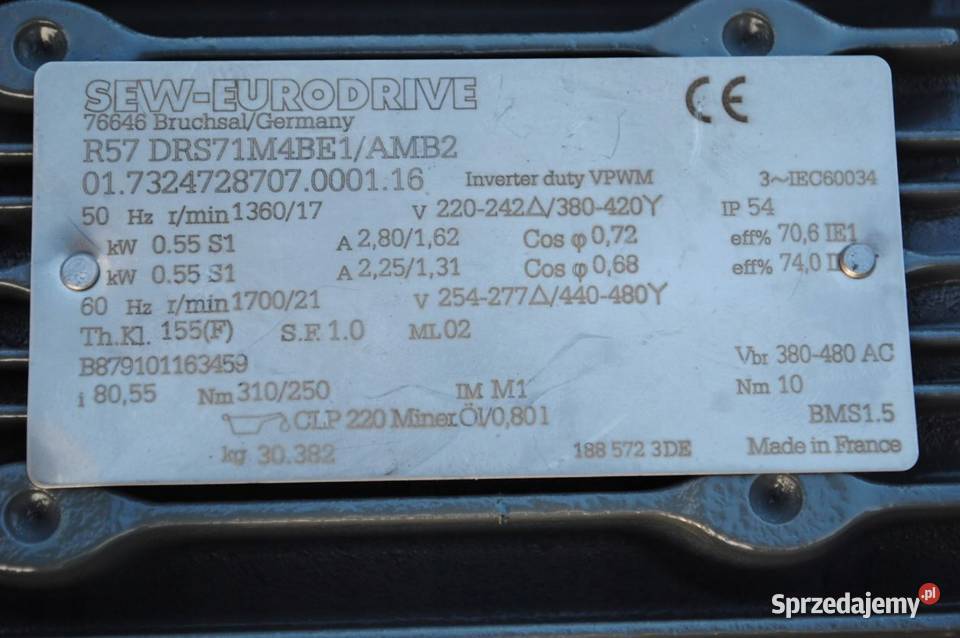 SEW-EURODRIVE
76646 Bruchsal/Germany
CE
R57 DRS71M4BE1/AMB2
01.7324728707.0001.16 Inverter duty VPWM 3~IEC60034
50 Hz r/min 1360/17 V 220-242Δ/380-420Y IP 54
kW 0.55 S1 A 2,80/1,62 Cos φ 0,72 eff% 70,6 IE1
kW 0.55 S1 A 2,25/1,31 Cos φ 0,68 eff% 74,0
60 Hz r/min 1700/21 V 254-277Δ/440-480Y
Th.Kl. 155(F) S.F. 1.0 ML 02
B879101163459 Vbr 380-480 AC
i 80,55 Nm 310/250 IM M1 Nm 10
CLP 220 Miner.Öl/0,80 l BMS1.5
kg 30.382 188 572 3DE Made in France
Sprzedajemy.pl